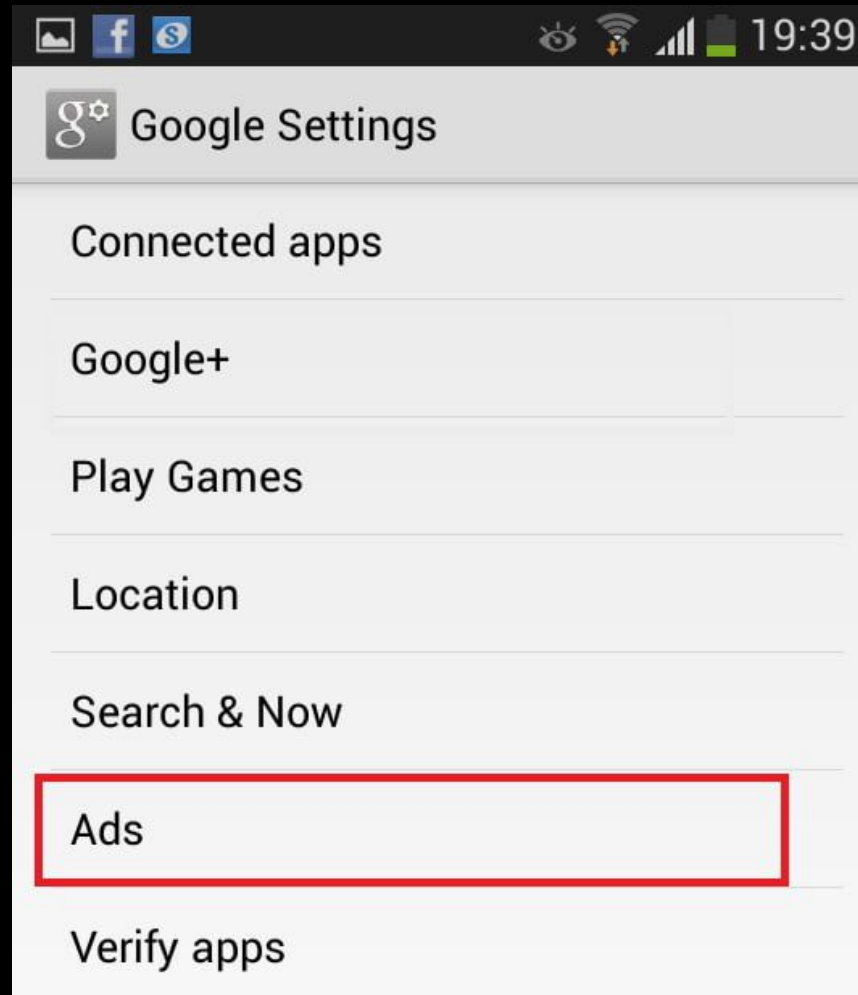 19:39
Google Settings
Connected apps
Google+
Play Games
Location
Search & Now
Ads
Verify apps